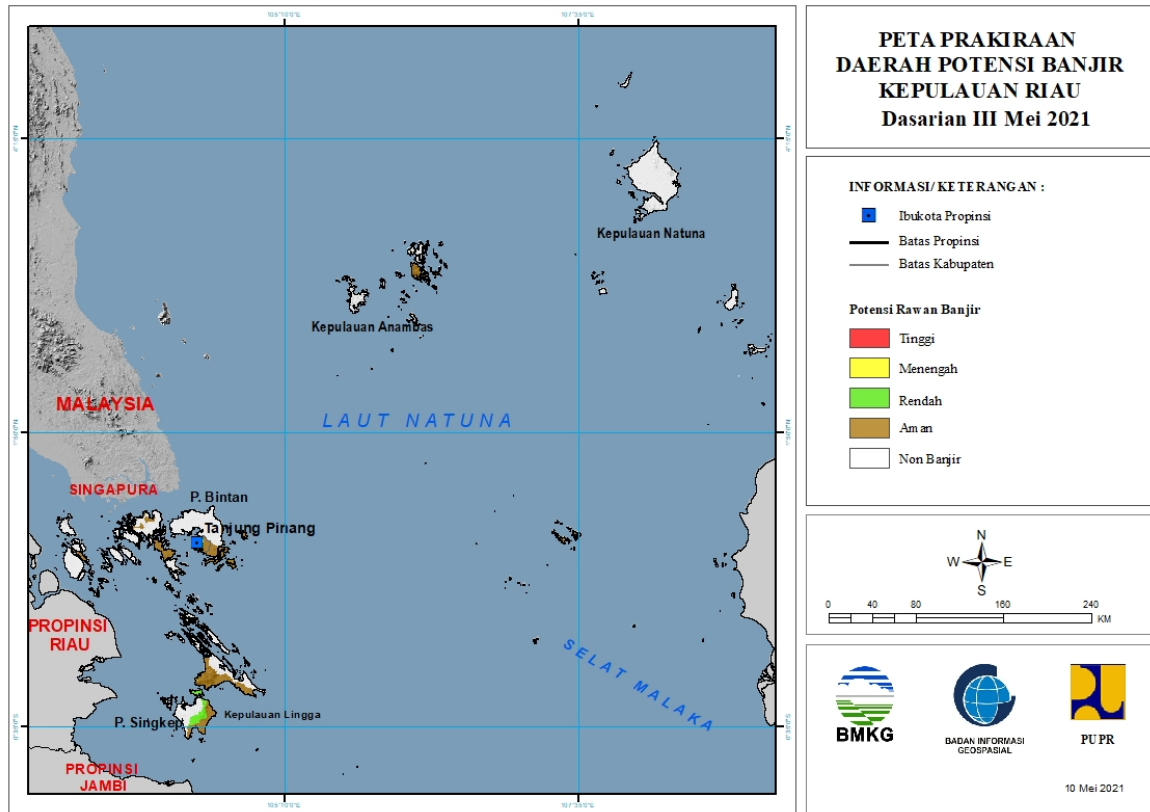 PETA PRAKIRAAN
DAERAH POTENSI BANJIR
KEPULAUAN RIAU
Dasarian III Mei 2021
INFORMASI/ KETERANGAN :
Ibukota Propinsi
Batas Propinsi
Batas Kabupaten
Potensi Rawan Banjir
Tinggi
Menengah
Rendah
Aman
Non Banjir
N
W E
S
0 40 80 160 240
KM
BMKG
BADAN INFORMASI
GEOSPASIAL
PUPR
10 Mei 2021
Kepulauan Natuna
Kepulauan Anambas
MALAYSIA
LAUT NATUNA
SINGAPURA
P. Bintan
Tanjung Pinang
PROPINSI
RIAU
SELAT MALAKA
P. Singkep
Kepulauan Lingga
PROPINSI
JAMBI